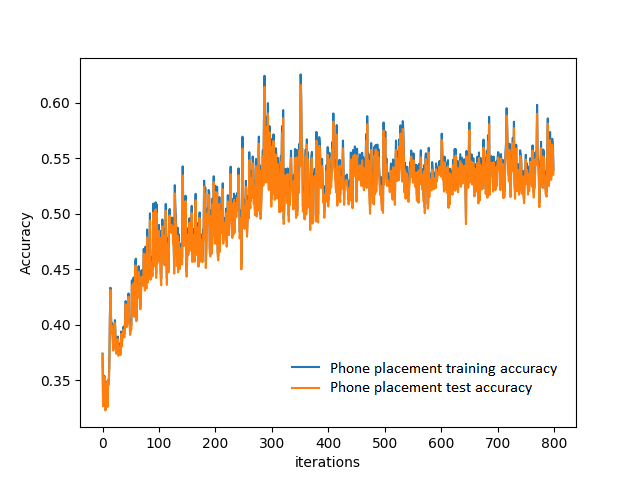 0.60
0.55
0.50
0.45
0.40
0.35
Accuracy
Phone placement training accuracy
Phone placement test accuracy
0 100 200 300 400 500 600 700 800
iterations